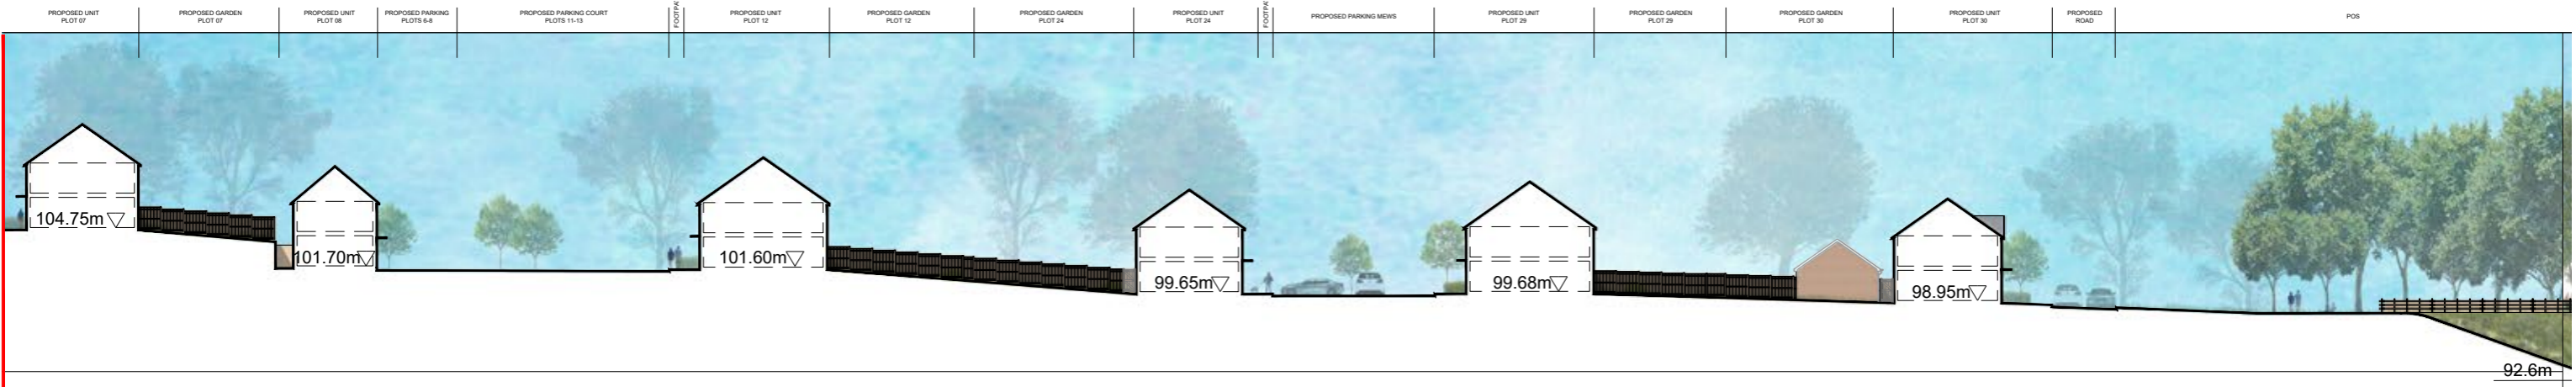 PROPOSED UNIT
PLOT 07
PROPOSED GARDEN
PLOT 07
PROPOSED UNIT
PLOT 08
PROPOSED PARKING
PLOTS 6-8
PROPOSED PARKING COURT
PLOTS 11-13
FOOTPA
PROPOSED UNIT
PLOT 12
PROPOSED GARDEN
PLOT 12
PROPOSED GARDEN
PLOT 24
PROPOSED UNIT
PLOT 24
FOOTPA
PROPOSED PARKING MEWS
PROPOSED UNIT
PLOT 29
PROPOSED GARDEN
PLOT 29
PROPOSED GARDEN
PLOT 30
PROPOSED UNIT
PLOT 30
PROPOSED
ROAD
POS
104.75m
101.70m
101.60m
99.65m
99.68m
98.95m
92.6m